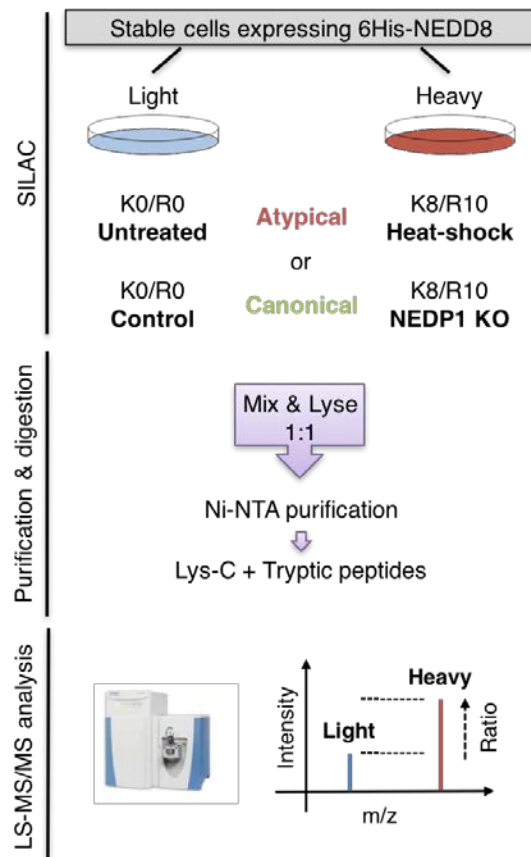 Stable cells expressing 6His-NEDD8
Light
Heavy
SILAC
K0/R0
Untreated
Atypical
K8/R10
Heat-shock
or
K0/R0
Control
Canonical
K8/R10
NEDP1 KO
Purification & digestion
Mix & Lyse
1:1
Ni-NTA purification
Lys-C + Tryptic peptides
LS-MS/MS analysis
Intensity
Light
Heavy
Ratio
m/z